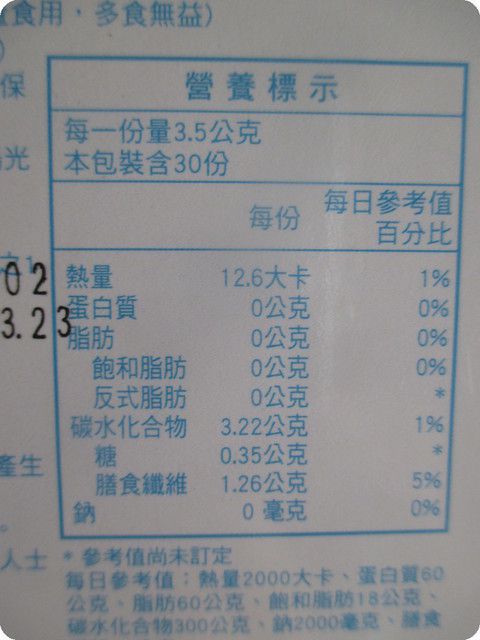 食用，多食無益)
)
保
營養標示
每一份量3.5公克
光
本包裝含30份
每份
每日參考值
百分比
02
熱量 12.6大卡 1%
蛋白質 0公克 0%
3.23
脂肪 0公克 0%
飽和脂肪 0公克 0%
反式脂肪 0公克 *
碳水化合物 3.22公克 1%
糖 0.35公克 *
產生
膳食纖維 1.26公克 5%
鈉 0毫克 0%
。
人士
*參考值尚未訂定
每日參考值：熱量2000大卡、蛋白質60
公克、脂肪60公克、飽和脂肪18公克、
碳水化合物300公克、鈉2000毫克、膳食